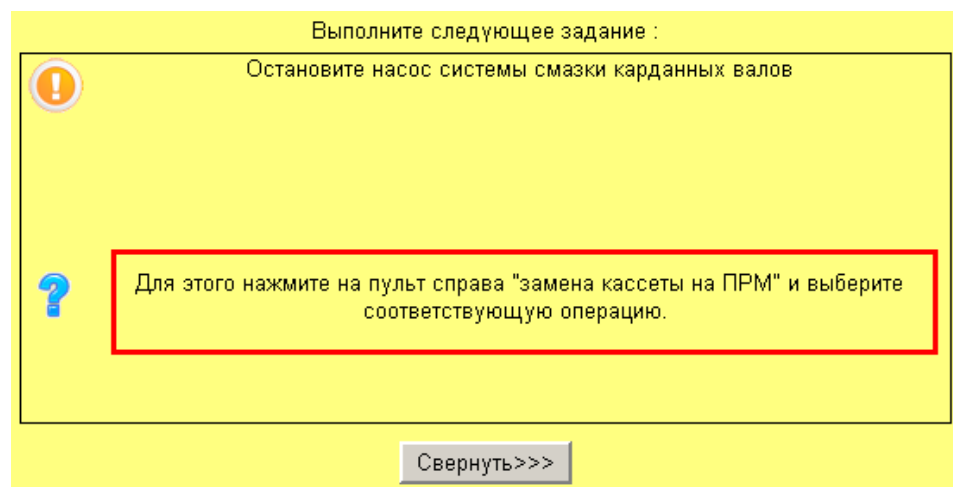 Выполните следующее задание :
Остановите насос системы смазки карданных валов
Для этого нажмите на пульт справа "замена кассеты на ПРМ" и выберите
соответствующую операцию.
Свернуть>>>